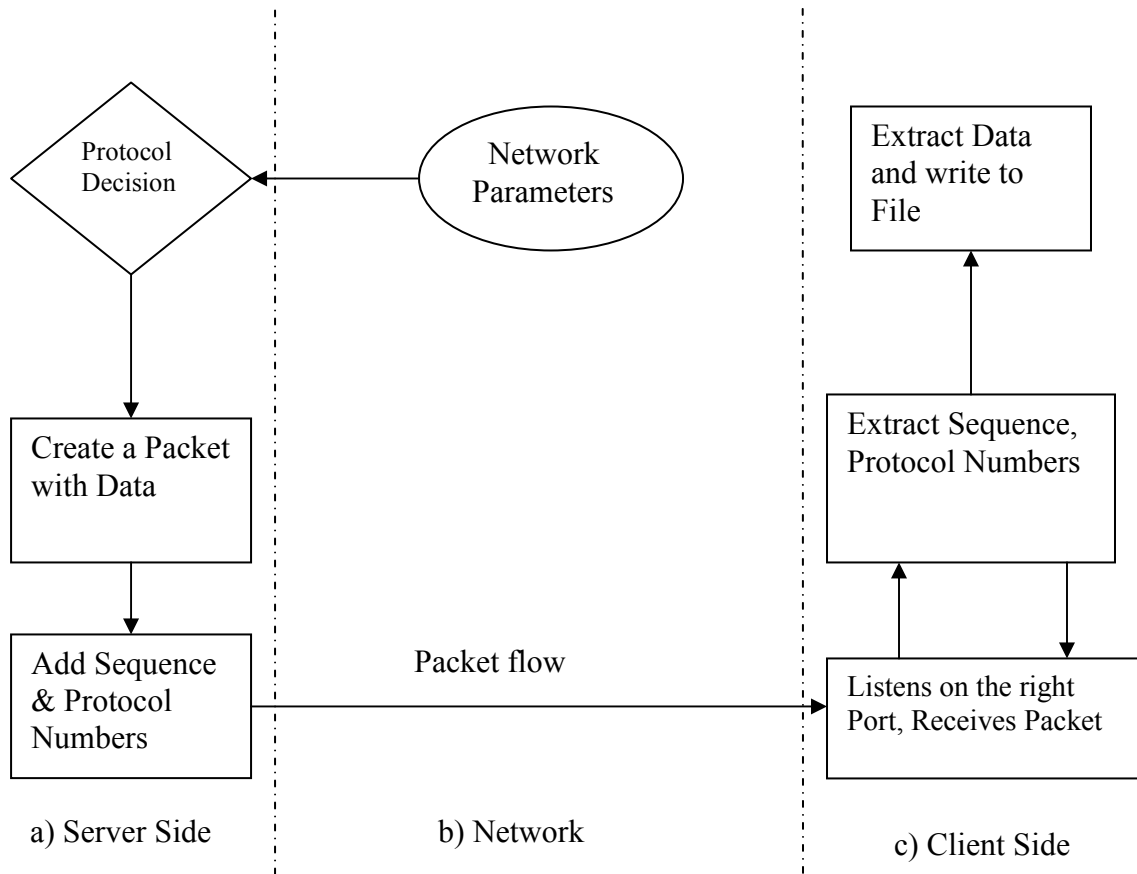 Protocol
Decision
Network
Parameters
Extract Data
and write to
File
Create a Packet
with Data
Extract Sequence,
Protocol Numbers
Add Sequence
& Protocol
Numbers
Packet flow
Listens on the right
Port, Receives Packet
a) Server Side
b) Network
c) Client Side